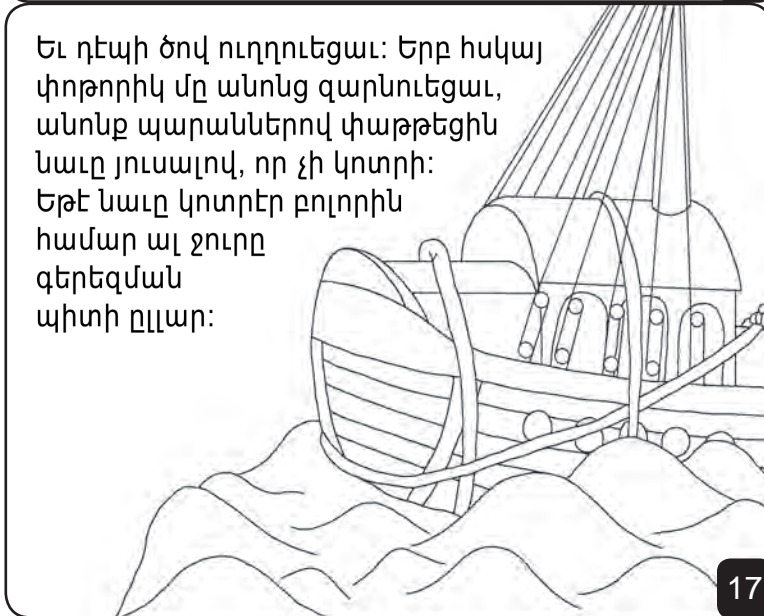 Եւ դէպի ծով ուղղուեցաւ: Երբ հսկայ
փոթորիկ մը անոնց զարնուեցաւ,
անոնք պարաններով փաթթեցին
նաւը յուսալով, որ չի կոտրի:
Եթէ նաւը կոտրէր բոլորին
համար ալ ջուրը
գերեզման
պիտի ըլլար:
17